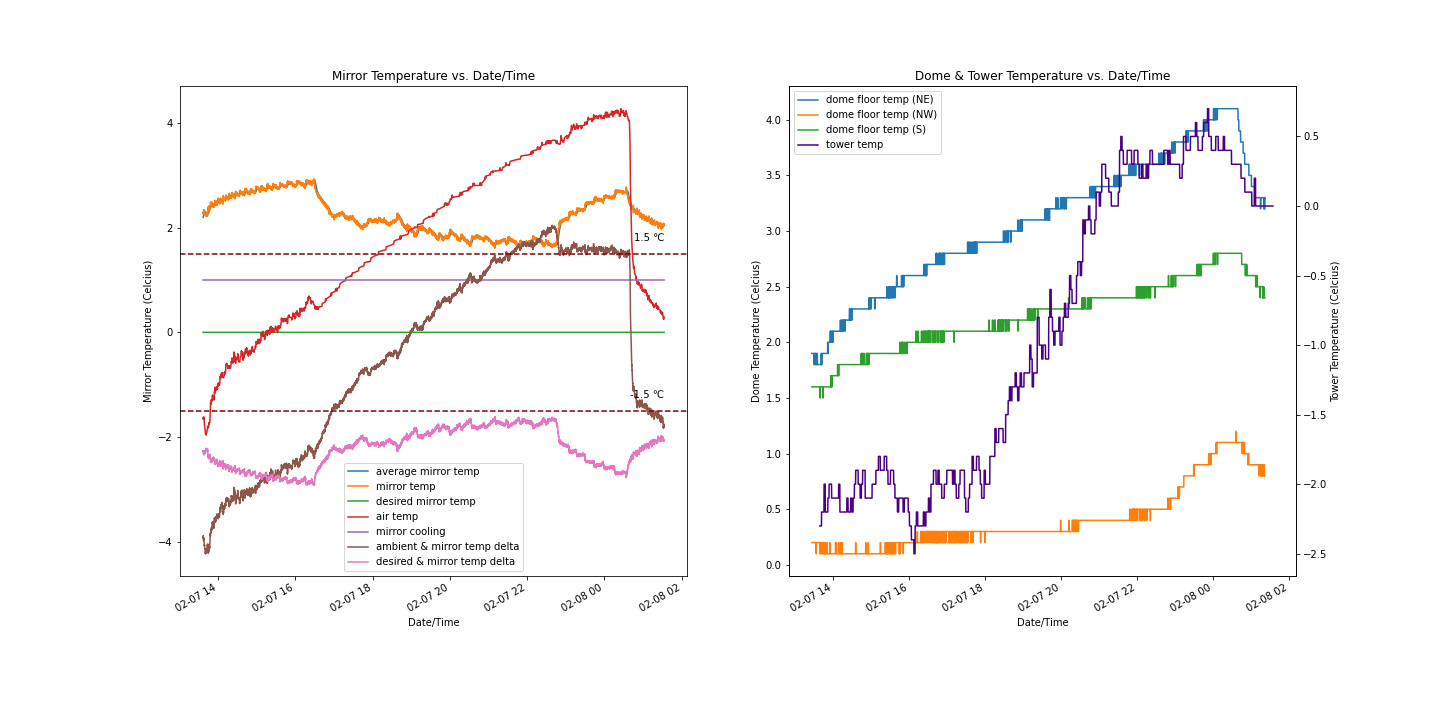 Mirror Temperature vs. Date/Time
4
2
0
−2
−4
Mirror Temperature (Celcius)
1.5 °C
-1.5 °C
average mirror temp
mirror temp
desired mirror temp
air temp
mirror cooling
ambient & mirror temp delta
desired & mirror temp delta
02-07 14
02-07 16
02-07 18
02-07 20
02-07 22
02-08 00
02-08 02
Date/Time
Dome & Tower Temperature vs. Date/Time
dome floor temp (NE)
dome floor temp (NW)
dome floor temp (S)
tower temp
4.0
3.5
3.0
2.5
2.0
1.5
1.0
0.5
0.0
Dome Temperature (Celcius)
0.5
0.0
−0.5
−1.0
−1.5
−2.0
−2.5
Tower Temperature (Celcius)
02-07 14
02-07 16
02-07 18
02-07 20
02-07 22
02-08 00
02-08 02
Date/Time